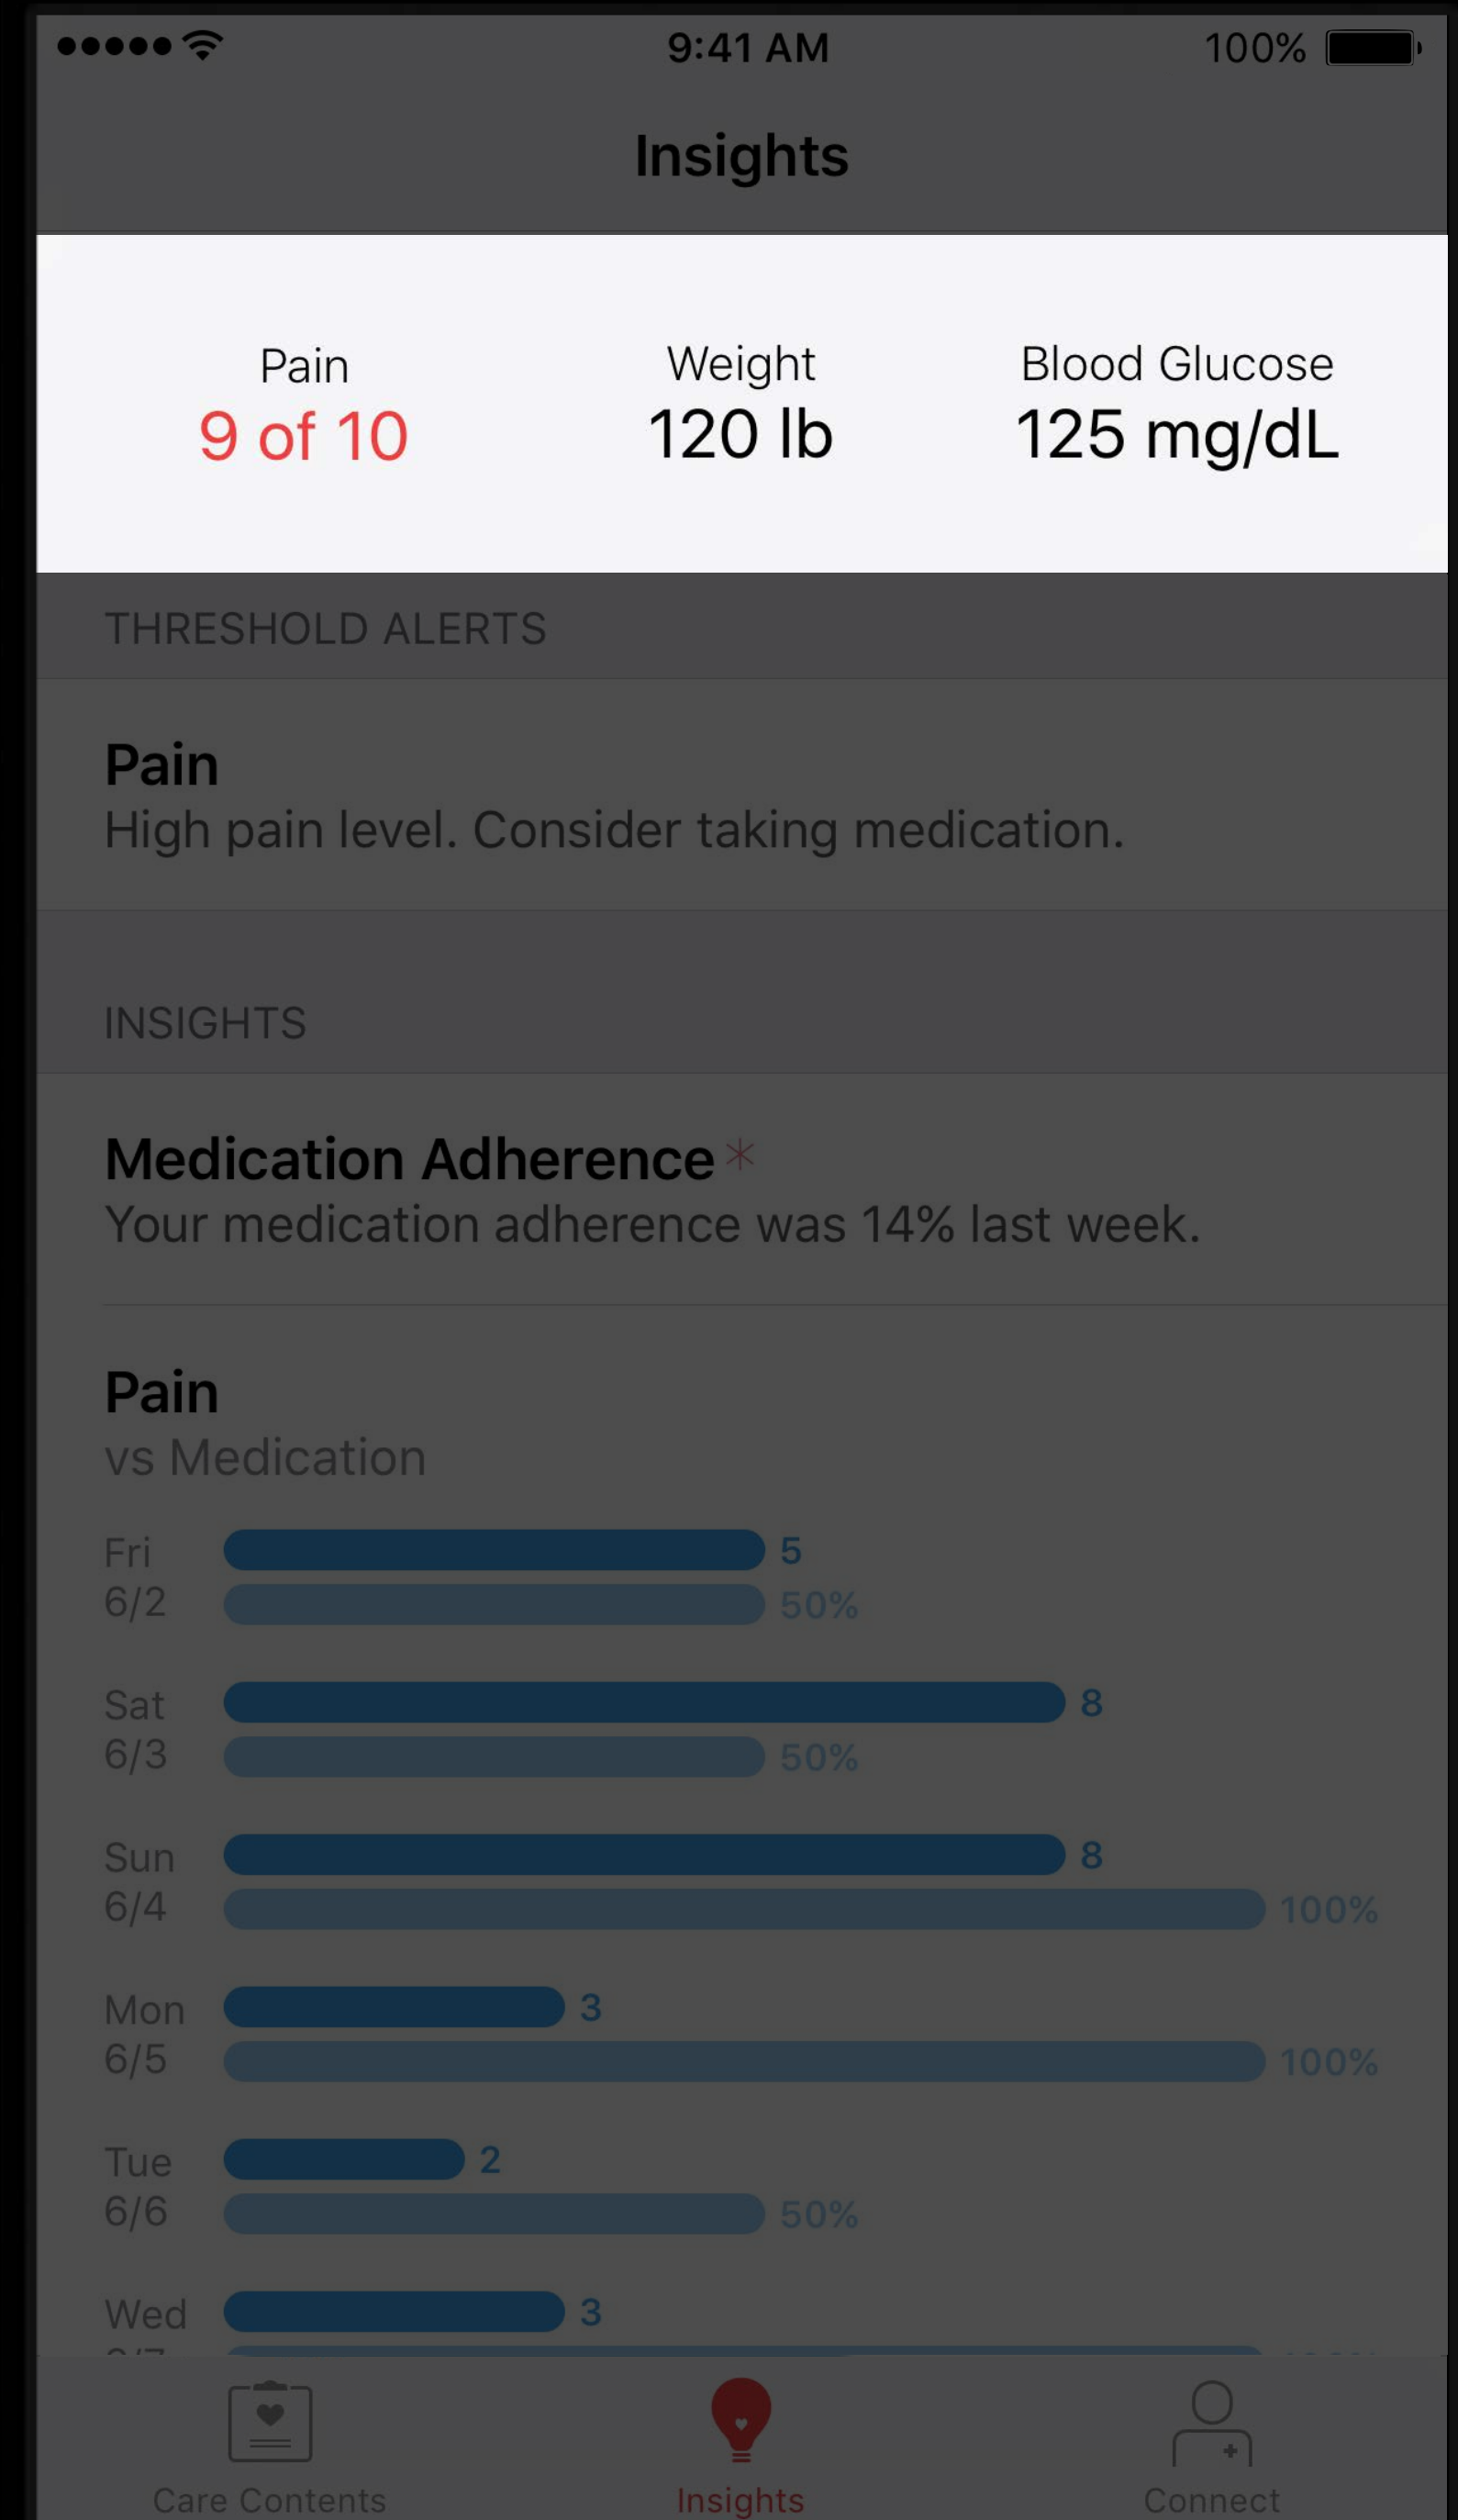 9:41 AM 100%
Insights
Pain Weight Blood Glucose
9 of 10 120 lb 125 mg/dL
THRESHOLD ALERTS
Pain
High pain level. Consider taking medication.
INSIGHTS
Medication Adherence*
Your medication adherence was 14% last week.
Pain
vs Medication
Fri 5
6/2 50%
Sat 8
6/3 50%
Sun 8
6/4 100%
Mon 3
6/5 100%
Tue 2
6/6 50%
Wed 3
Care Contents Insights Connect